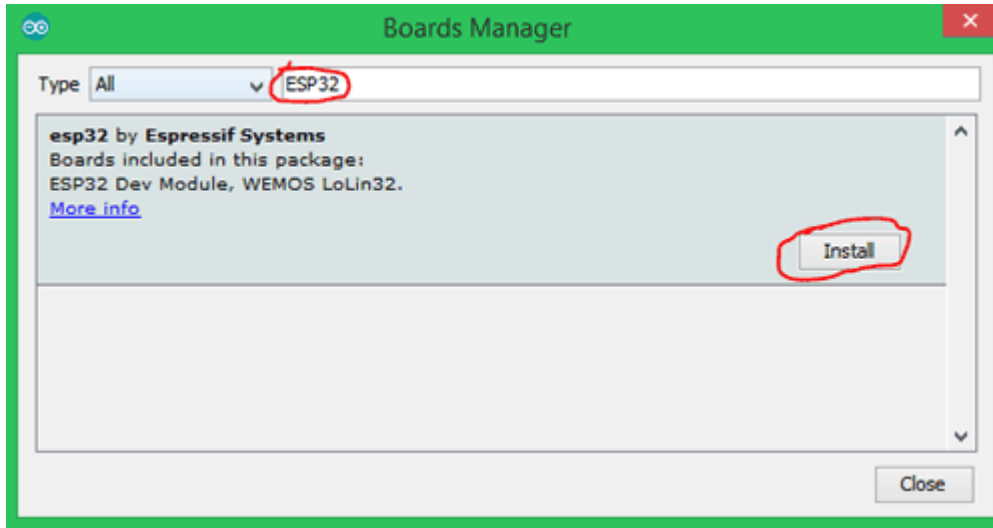 Boards Manager
Type All ESP32
esp32 by Espressif Systems
Boards included in this package:
ESP32 Dev Module, WEMOS LoLin32.
More info
Install
Close